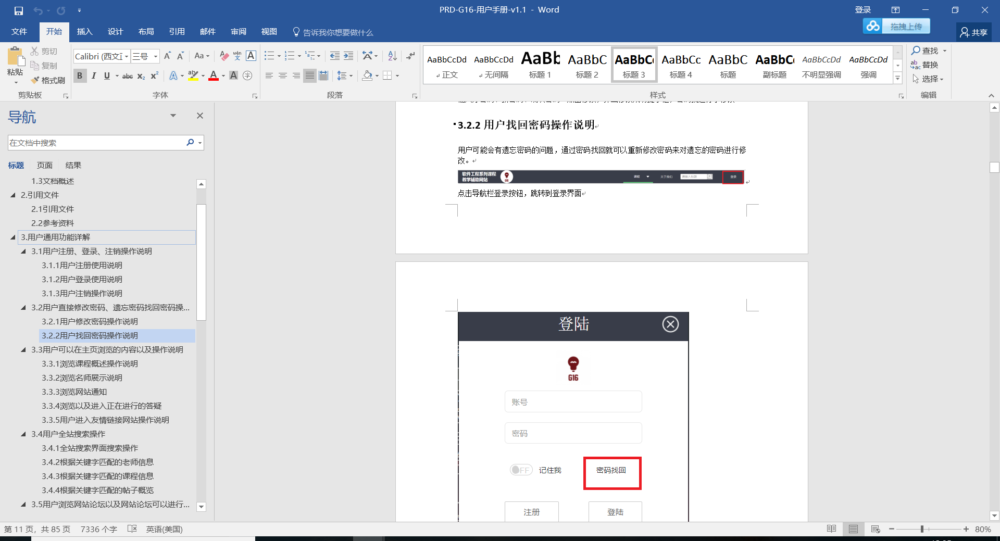 PRD-G16-用户手册-v1.1 - Word
登录
文件 开始 插入 设计 布局 引用 邮件 审阅 视图 告诉我你想要做什么
拖拽上传
共享
粘贴
剪切
复制
格式刷
剪贴板
Calibri (西文正 三号
字体
段落
AaBbCcDd
正文
AaBbCcDd
无间隔
AaBb
标题 1
AaBbC
标题 2
AaBbC
标题 3
AaBbCc
标题 4
AaBbC
标题
AaBbC
副标题
AaBbCcDd
不明显强调
AaBbCcDd
强调
样式
查找
替换
选择
编辑
导航
在文档中搜索
标题 页面 结果
1.3文档概述
2.引用文件
2.1引用文件
2.2参考资料
3.用户通用功能详解
3.1用户注册、登录、注销操作说明
3.1.1用户注册使用说明
3.1.2用户登录使用说明
3.1.3用户注销操作说明
3.2用户直接修改密码、遗忘密码找回密码操...
3.2.1用户修改密码操作说明
3.2.2用户找回密码操作说明
3.3用户可以在主页浏览的内容以及操作说明
3.3.1浏览课程概述操作说明
3.3.2浏览名师展示说明
3.3.3浏览网站通知
3.3.4浏览以及进入正在进行的答疑
3.3.5用户进入友情链接网站操作说明
3.4用户全站搜索操作
3.4.1全站搜索界面搜索操作
3.4.2根据关键字匹配的老师信息
3.4.3根据关键字匹配的课程信息
3.4.4根据关键字匹配的帖子概览
3.5用户浏览网站论坛以及网站论坛可以进行...
3.2.2 用户找回密码操作说明
用户可能会有遗忘密码的问题，通过密码找回就可以重新修改密码来对遗忘的密码进行修
改。
软件工程系列课程
教学辅助网站
G16
课程
关于我们
请输入标题
登录
点击导航栏登录按钮，跳转到登录界面
登陆
G16
账号
密码
OFF 记住我 密码找回
注册 登陆
第 11 页，共 85 页 7336 个字 英语(美国)
80%